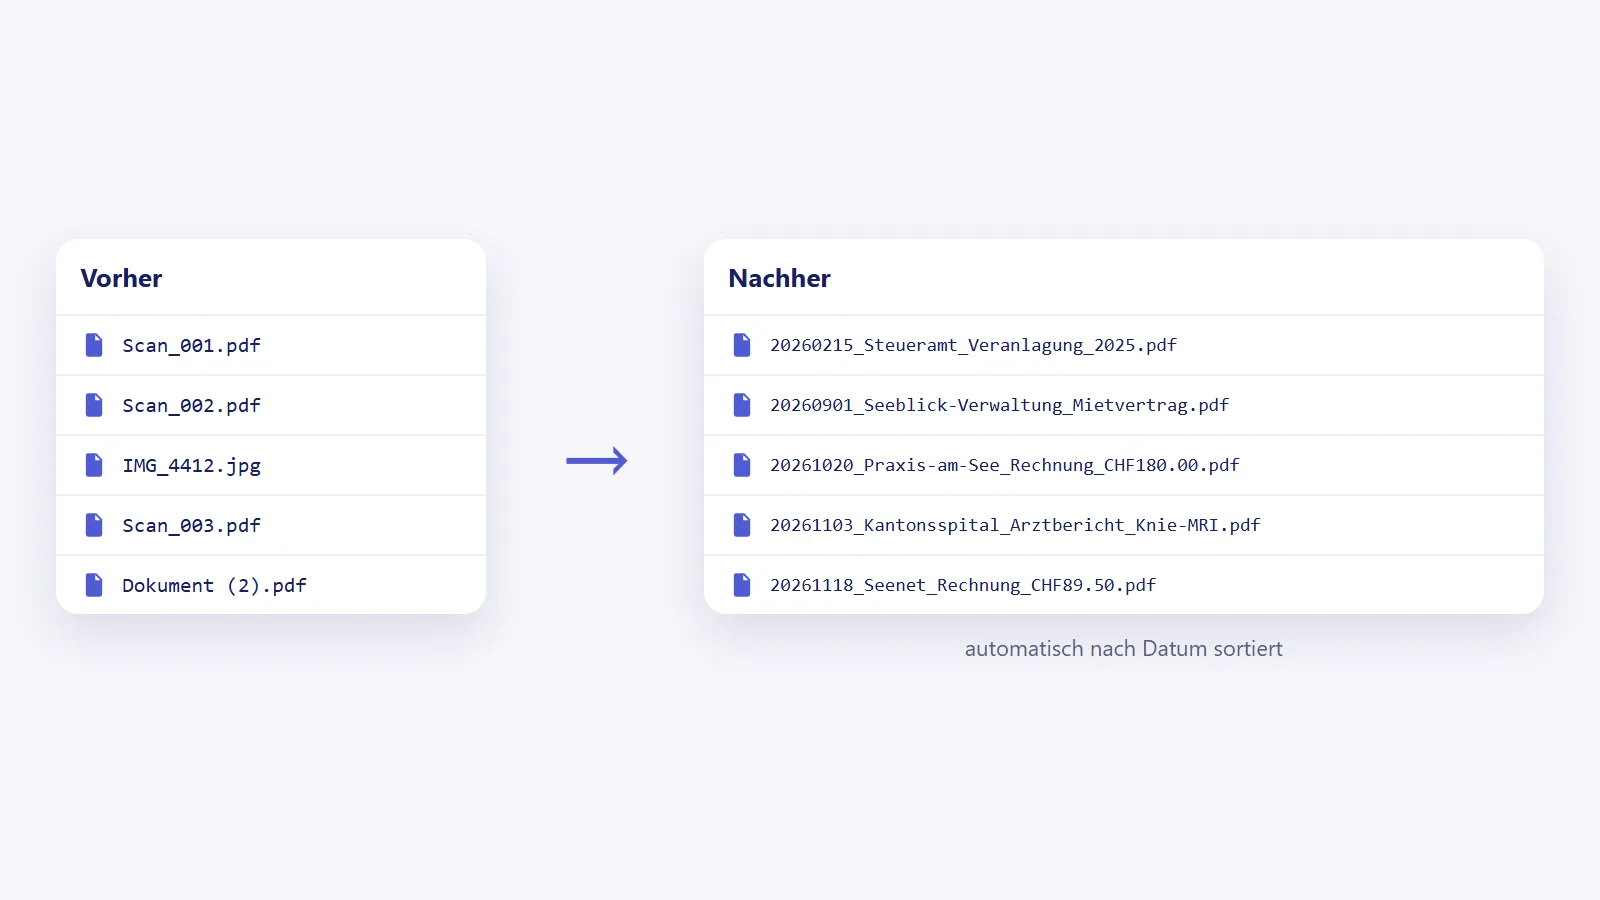 Vorher
Scan_001.pdf
Scan_002.pdf
IMG_4412.jpg
Scan_003.pdf
Dokument (2).pdf
→
Nachher
20260215_Steueramt_Veranlagung_2025.pdf
20260901_Seeblick-Verwaltung_Mietvertrag.pdf
20261020_Praxis-am-See_Rechnung_CHF180.00.pdf
20261103_Kantonsspital_Arztbericht_Knie-MRI.pdf
20261118_Seenet_Rechnung_CHF89.50.pdf
automatisch nach Datum sortiert